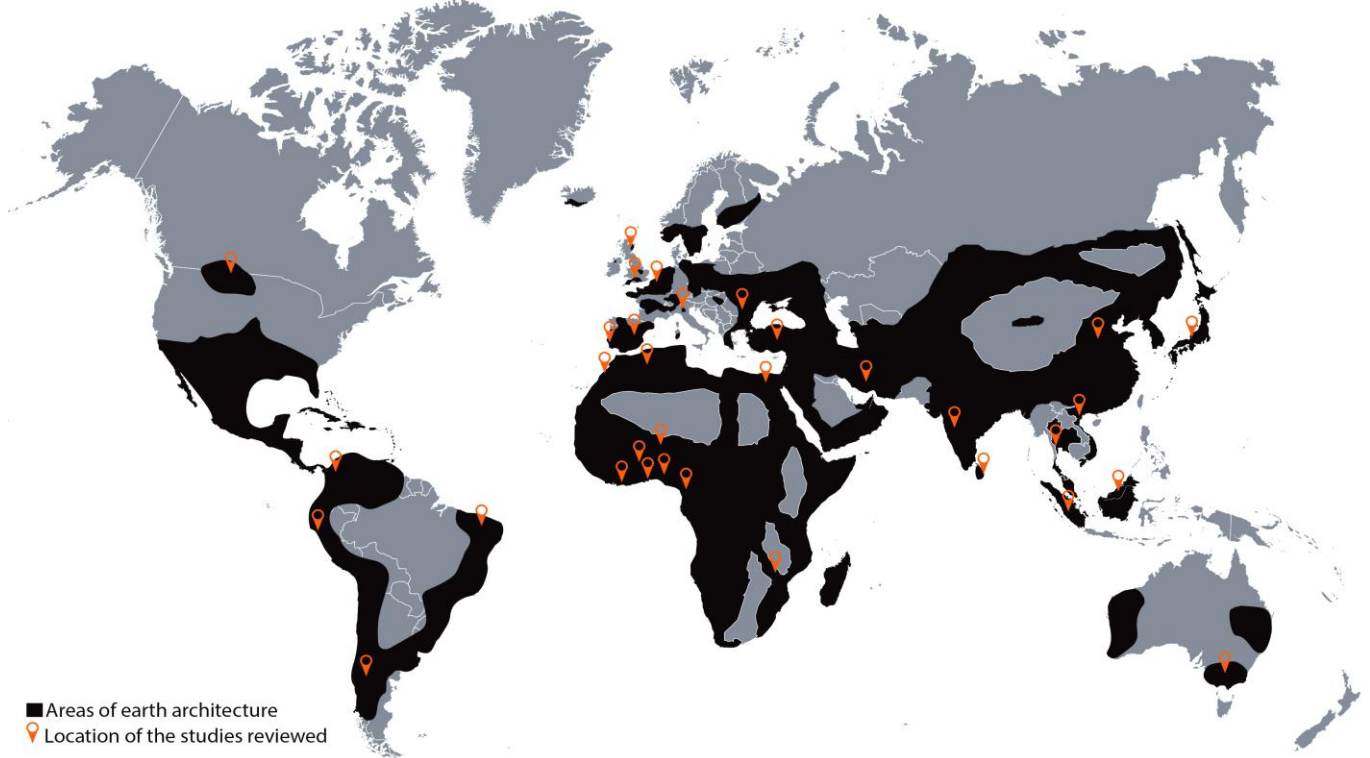 Areas of earth architecture
Location of the studies reviewed